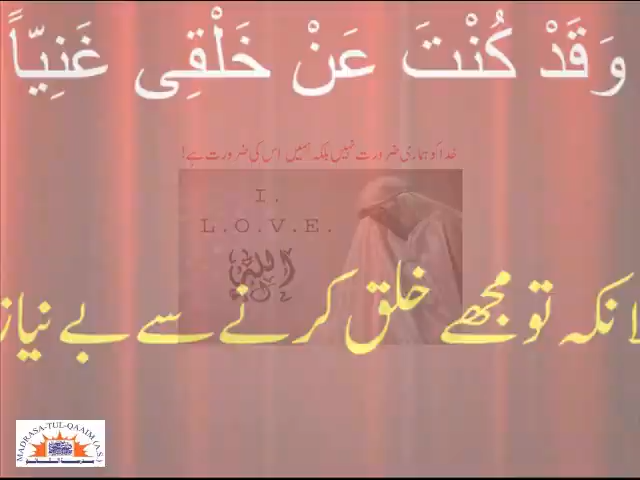 وَقَدْ كُنْتَ عَنْ خَلْقِى غَنِيّاً
خدا کو ہماری ضرورت نہیں بلکہ ہمیں اس کی ضرورت ہے!
I.
L.O.V.E.
الله
لانکہ تو مجھے خلق کرنے سے بے نیاز
MADRASA-TUL-QAAIM (A.S)